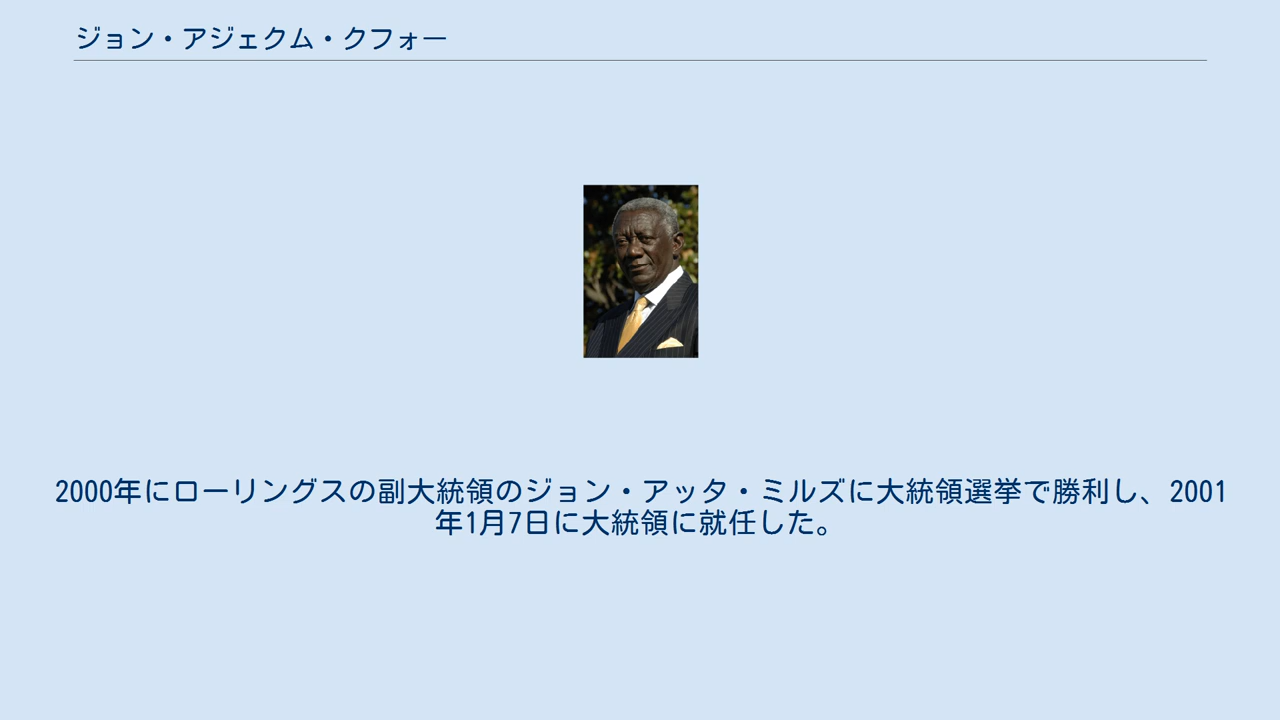 ジョン・アジェクム・クフォー
2000年にローリングスの副大統領のジョン・アッタ・ミルズに大統領選挙で勝利し、2001
年1月7日に大統領に就任した。